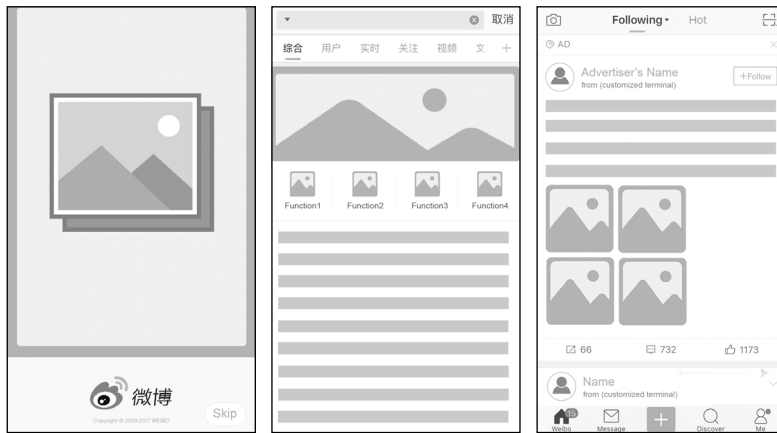 微博
Copyright © 2009-2017 WEIBO
Skip
取消
综合 用户 实时 关注 视频 文
Function1 Function2 Function3 Function4
Following Hot
AD
Advertiser's Name
from (customized terminal)
+Follow
66 732 1173
Name
from (customized terminal)
15
Weibo Message Discover Me